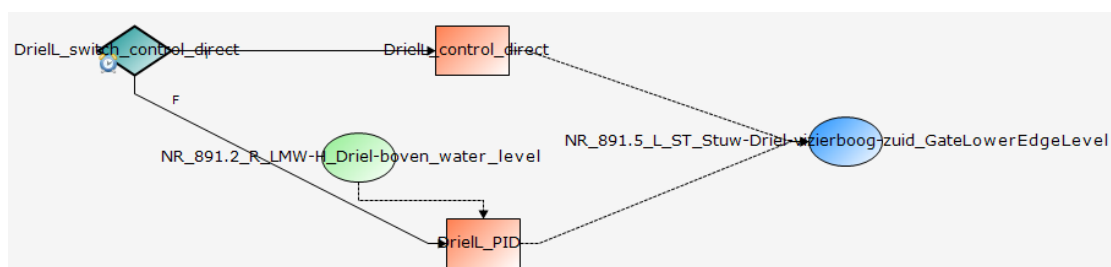 DrielL_switch_control_direct
DrielL_control_direct
F
NR_891.5_L_ST_Stuw-Driel-vizierboog-zuid_GateLowerEdgeLevel
NR_891.2_R_LMW-H_Driel-boven_water_level
DrielL_PID